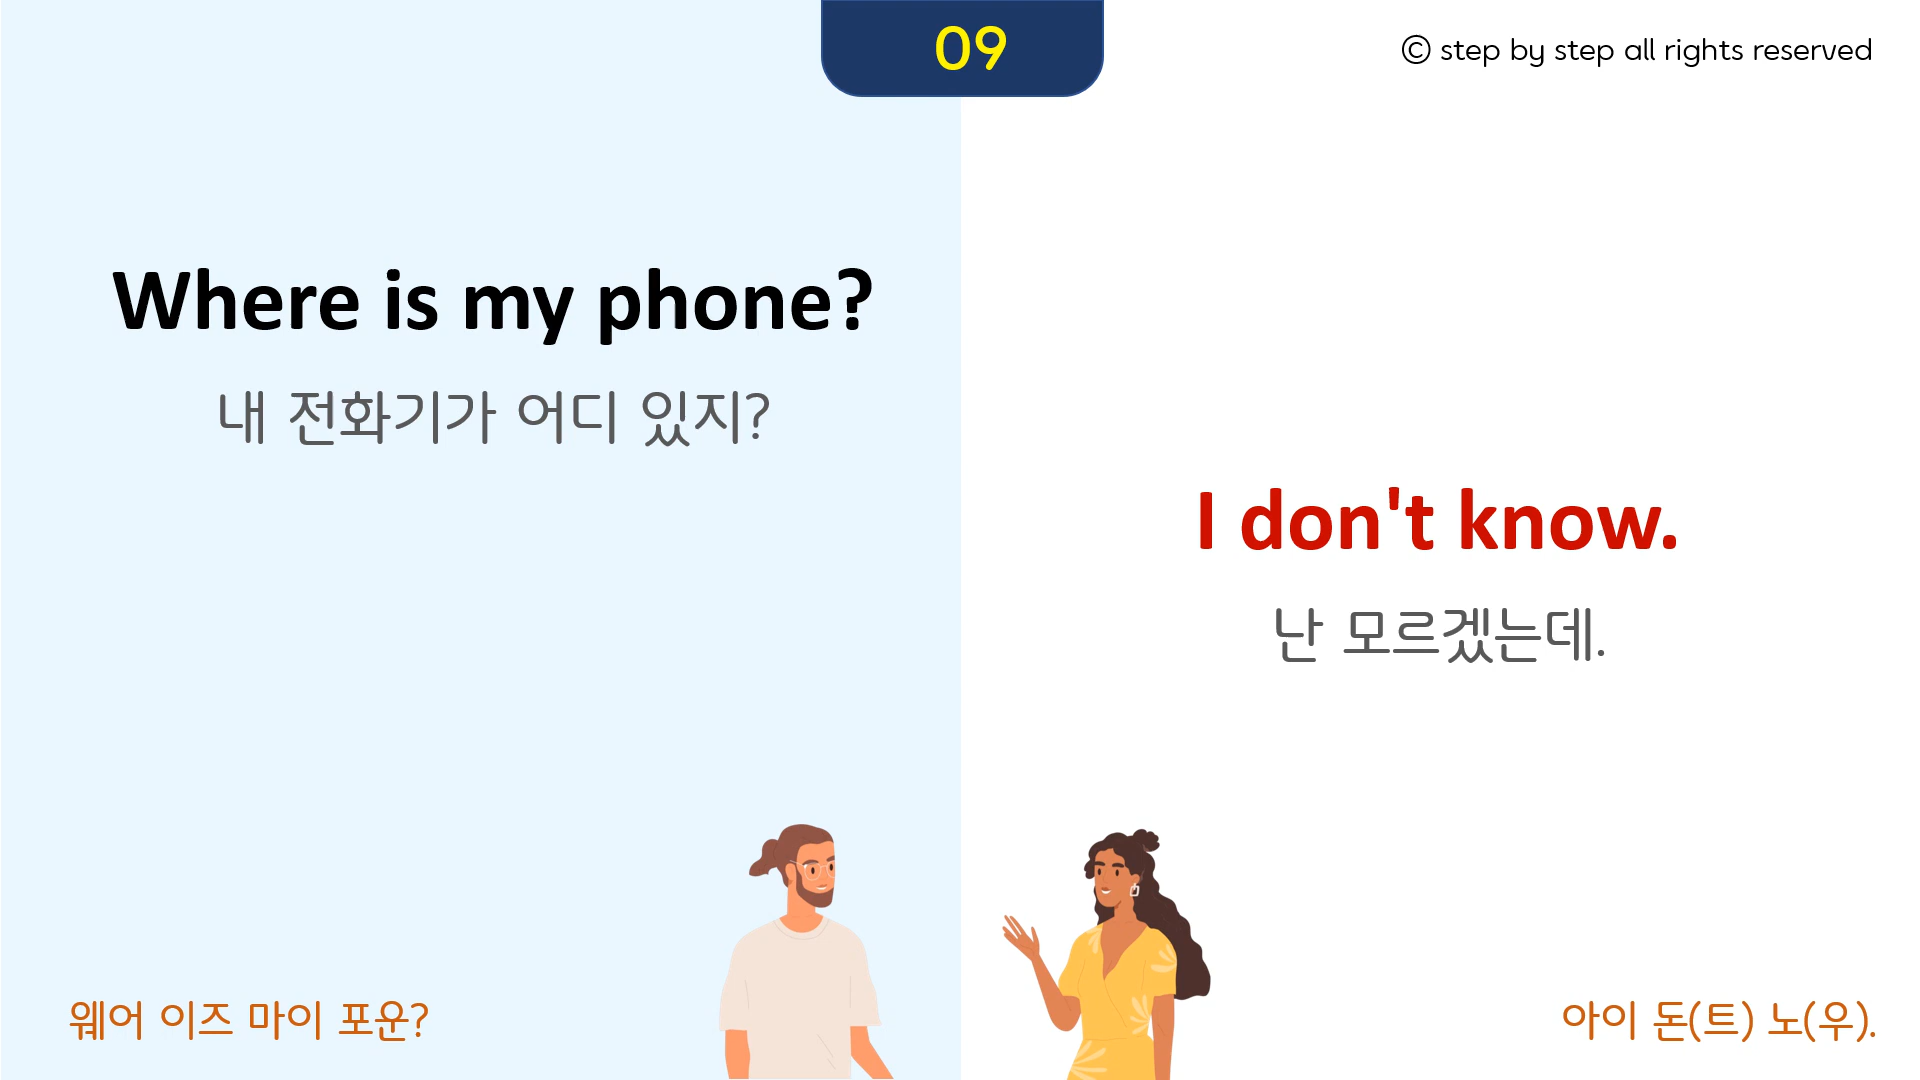 09
© step by step all rights reserved
Where is my phone?
내 전화기가 어디 있지?
I don't know.
난 모르겠는데.
웨어 이즈 마이 포운?
아이 돈(트) 노(우).